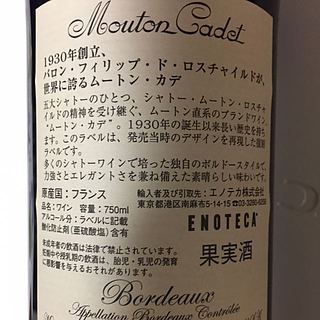 Mouton Cadet
1930年創立、
バロン・フィリップ・ド・ロスチャイルドが、
世界に誇るムートン・カデ
五大シャトーのひとつ、シャトー・ムートン・ロスチャ
イルドの精神を受け継ぐ、ムートン直系のブランドワイン、
"ムートン・カデ"。1930年の誕生以来長い歴史を持ち
ます。このラベルは、発売当時のデザインを再現した復刻
ラベルです。
多くのシャトーワインで培った独自のボルドースタイルで、
力強さとエレガントさを兼ね備えた素晴らしい味わいです。
原産国：フランス
品名：ワイン 容量：750ml
アルコール分：ラベルに記載
酸化防止剤（亜硫酸塩）含有
輸入者及び引取先：エノテカ株式会社
東京都港区南麻布5-14-15 ☎03-3280-6258
ENOTECA
未成年者の飲酒は法律で禁止されています。
妊娠中や授乳期の飲酒は、胎児・乳児の発育
に悪影響を与えるおそれがあります。
果実酒
Bordeaux
Appellation Bordeaux Contrôlée